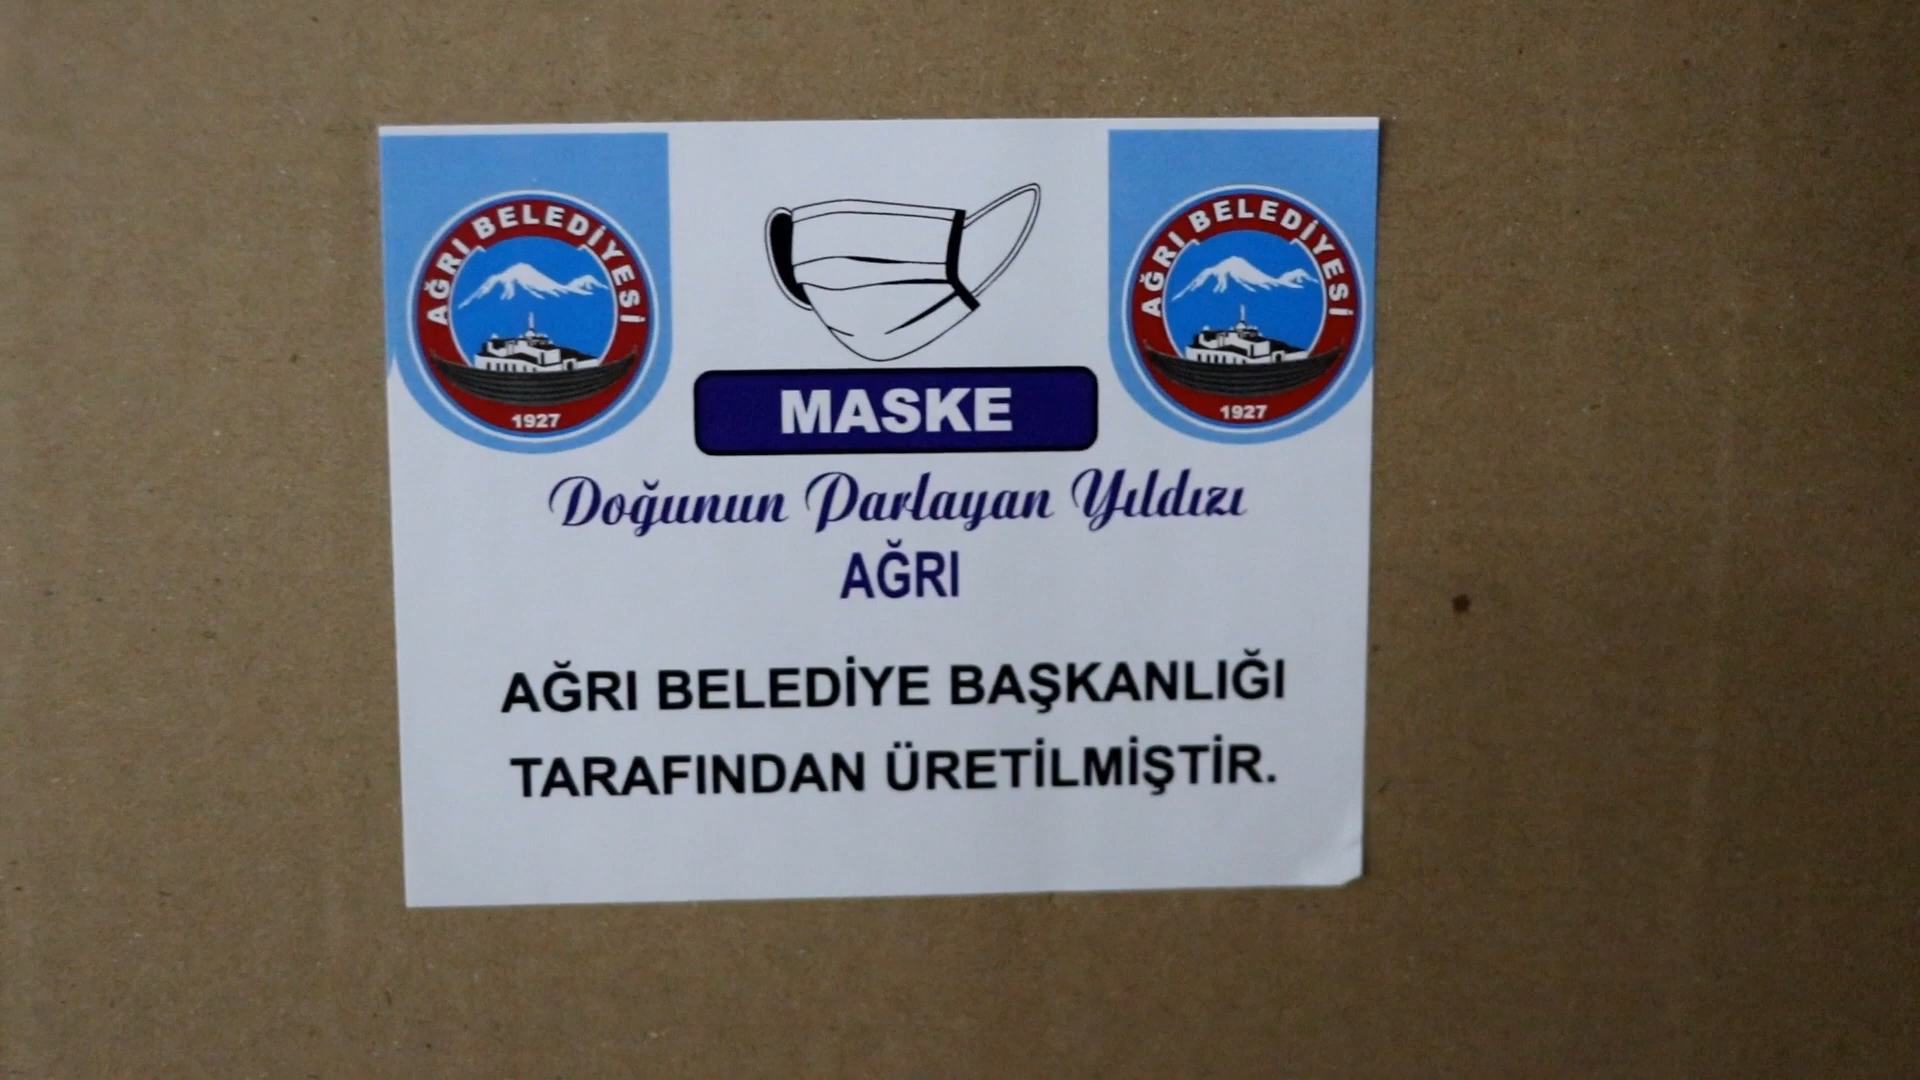 AĞRI BELEDİYESİ
1927
AĞRI BELEDİYESİ
1927
MASKE
Doğunun Parlayan Yıldızı
AĞRI
AĞRI BELEDİYE BAŞKANLIĞI
TARAFINDAN ÜRETİLMİŞTİR.